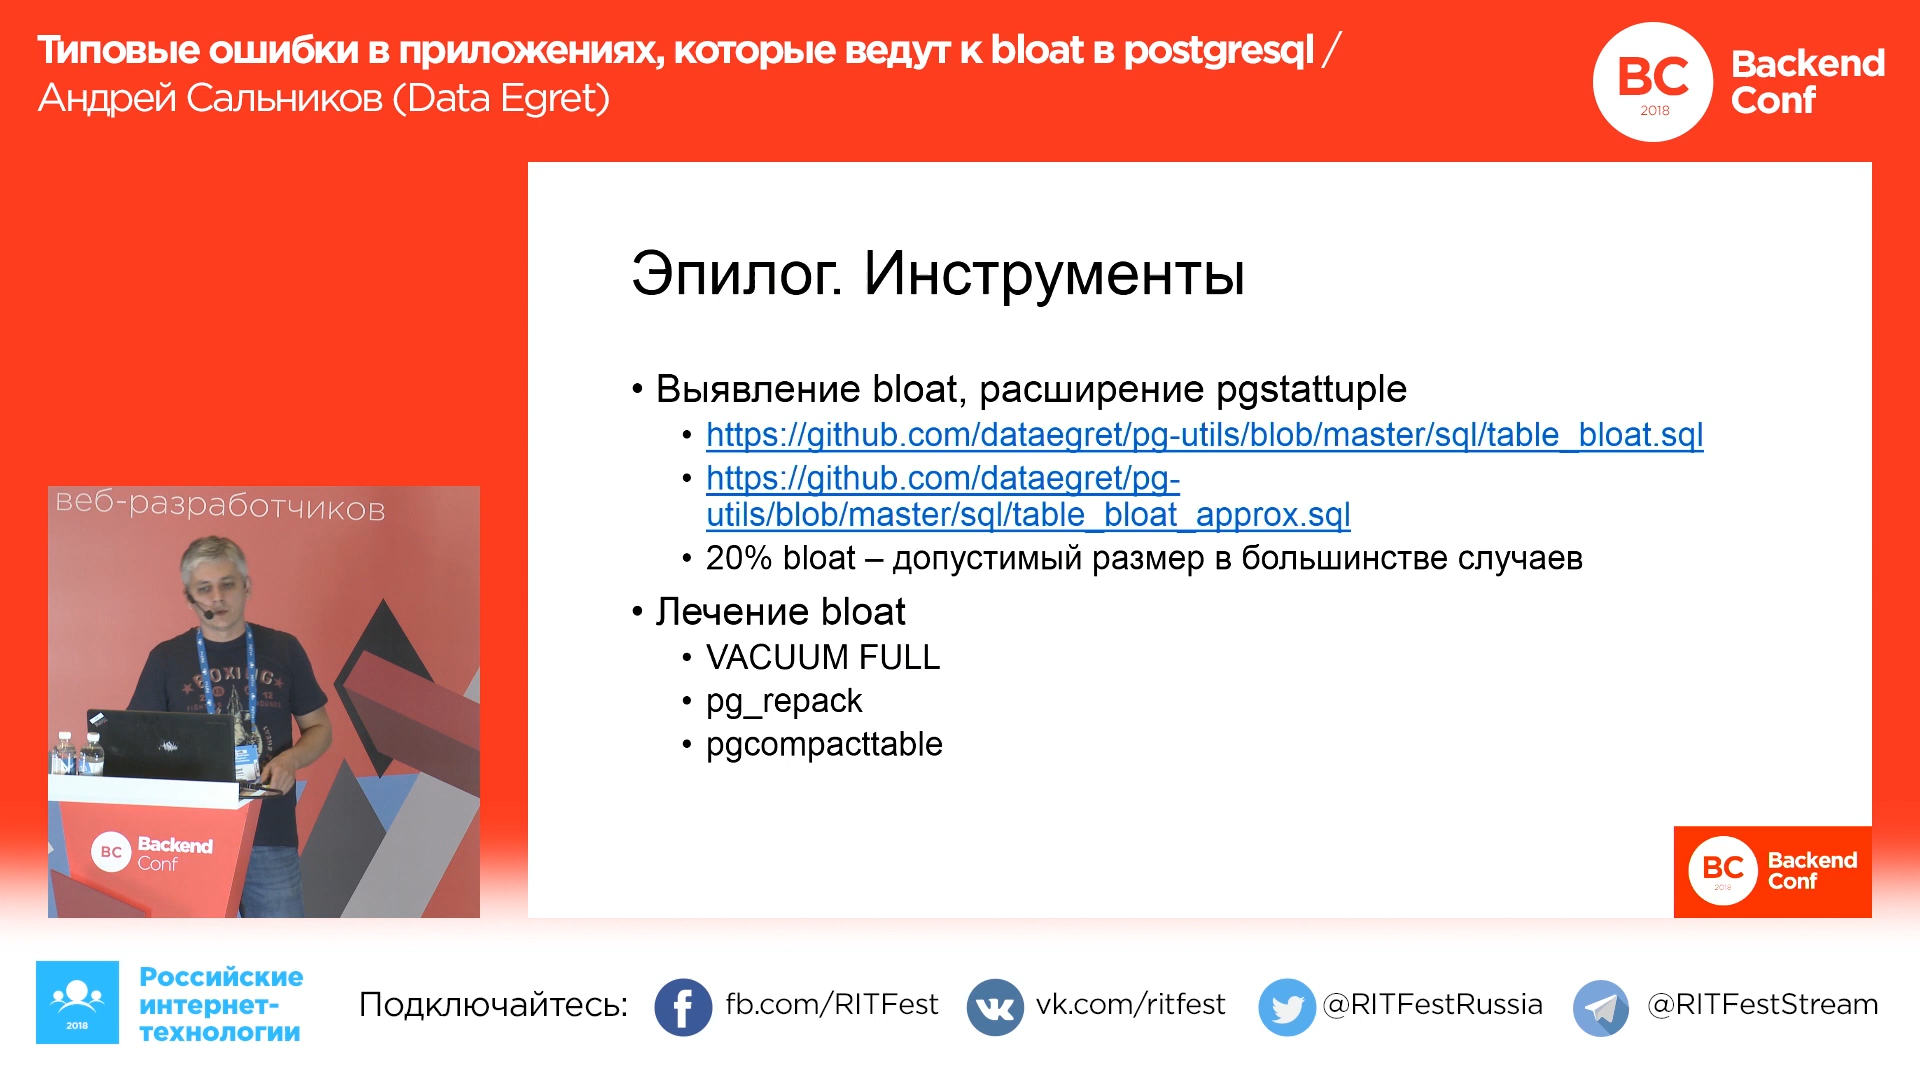 Типовые ошибки в приложениях, которые ведут к bloat в postgresql /
Андрей Сальников (Data Egret)
BC
2018
Backend
Conf
Эпилог. Инструменты
• Выявление bloat, расширение pgstattuple
• https://github.com/dataegret/pg-utils/blob/master/sql/table_bloat.sql
• https://github.com/dataegret/pg-
utils/blob/master/sql/table_bloat_approx.sql
• 20% bloat – допустимый размер в большинстве случаев
• Лечение bloat
• VACUUM FULL
• pg_repack
• pgcompacttable
BC
2018
Backend
Conf
веб-разработчиков
BOXING
BC
Backend
Conf
2018
Российские
интернет-
технологии
Подключайтесь:
fb.com/RITFest
vk.com/ritfest
@RITFestRussia
@RITFestStream